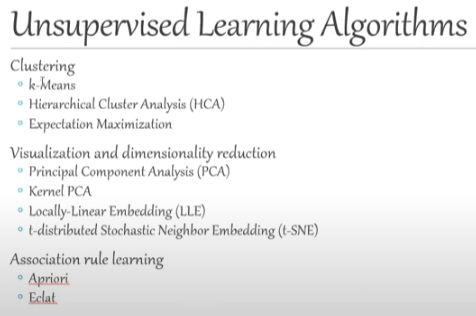 Unsupervised Learning Algorithms
Clustering
k-Means
Hierarchical Cluster Analysis (HCA)
Expectation Maximization
Visualization and dimensionality reduction
Principal Component Analysis (PCA)
Kernel PCA
Locally-Linear Embedding (LLE)
t-distributed Stochastic Neighbor Embedding (t-SNE)
Association rule learning
Apriori
Eclat